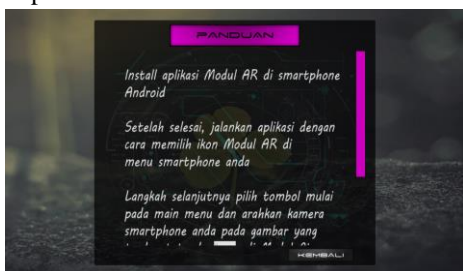 PANDUAN
Install aplikasi Modul AR di smartphone
Android
Setelah selesai, jalankan aplikasi dengan
cara memilih ikon Modul AR di
menu smartphone anda
Langkah selanjutnya pilih tombol mulai
pada main menu dan arahkan kamera
smartphone anda pada gambar yang
KEMBALI